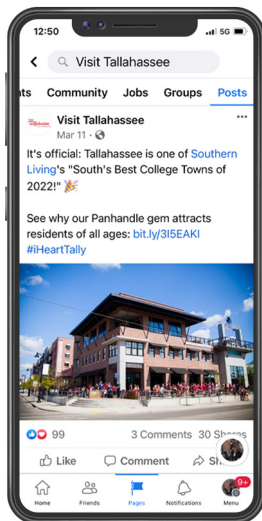 12:50
5G
Visit Tallahassee
Community Jobs Groups Posts
Visit Tallahassee
Mar 11 ·
It's official: Tallahassee is one of Southern
Living's "South's Best College Towns of
2022!" 🎉
See why our Panhandle gem attracts
residents of all ages: bit.ly/3I5EAKI
#iHeartTally
99 3 Comments 30 Shares
Like Comment
Home Friends Pages Notifications Menu
9+